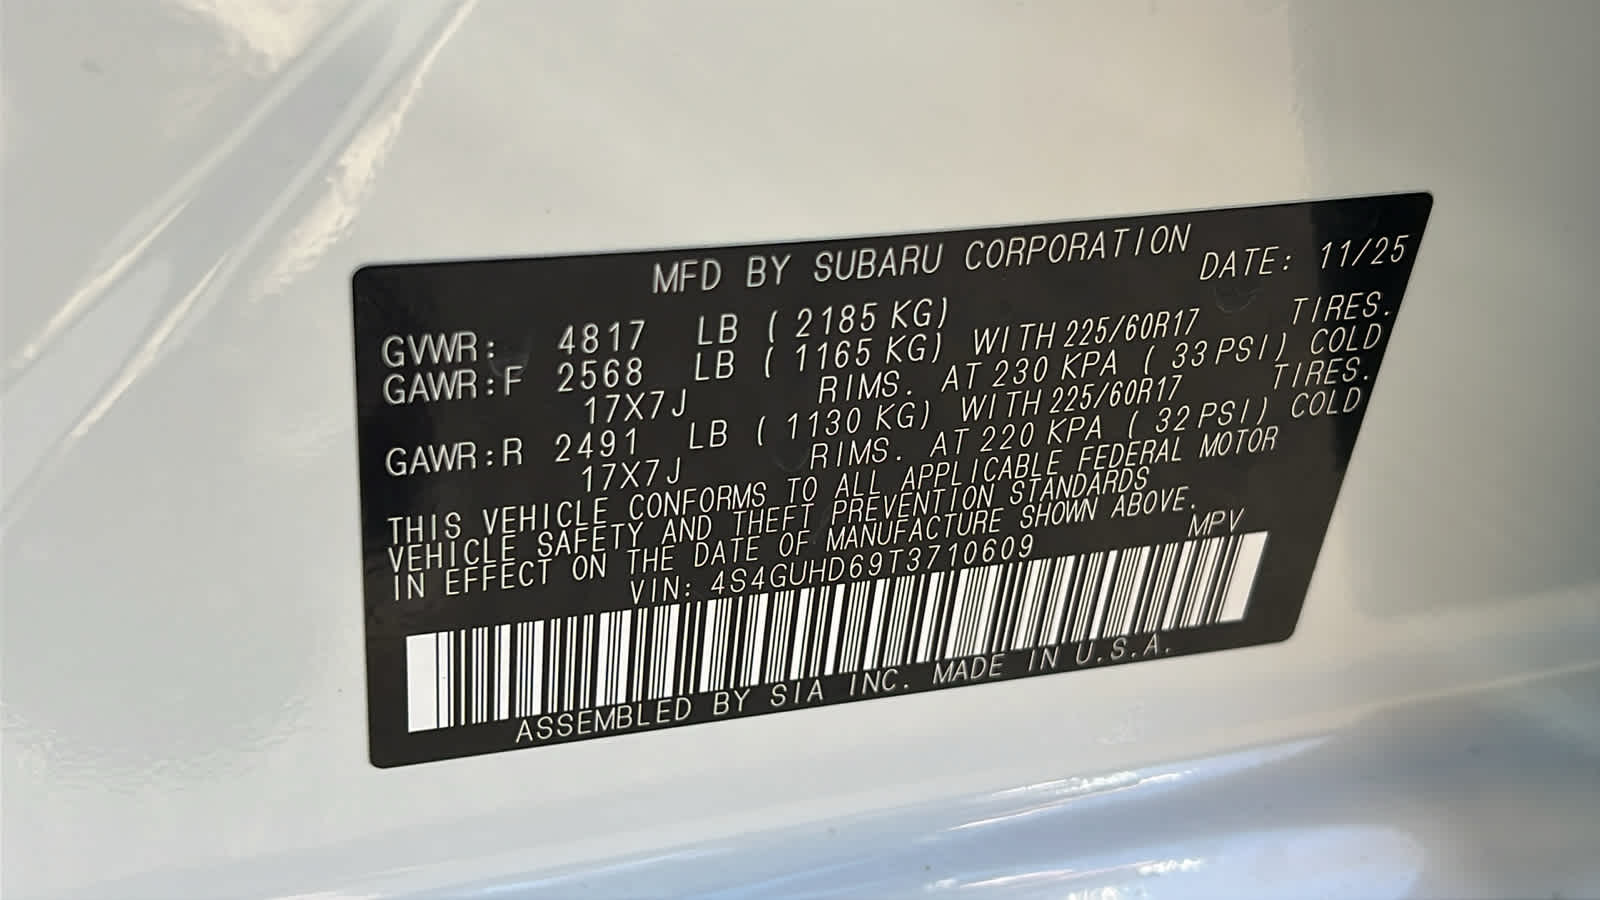 MFD BY SUBARU CORPORATION DATE: 11/25
GVWR: 4817 LB ( 2185 KG)
GAWR:F 2568 LB ( 1165 KG) WITH 225/60R17 TIRES.
17X7J RIMS. AT 230 KPA ( 33 PSI) COLD
GAWR:R 2491 LB ( 1130 KG) WITH 225/60R17 TIRES.
17X7J RIMS. AT 220 KPA ( 32 PSI) COLD
THIS VEHICLE CONFORMS TO ALL APPLICABLE FEDERAL MOTOR
VEHICLE SAFETY AND THEFT PREVENTION STANDARDS
IN EFFECT ON THE DATE OF MANUFACTURE SHOWN ABOVE.
VIN: 4S4GUHD69T3710609 MPV
ASSEMBLED BY SIA INC. MADE IN U.S.A.